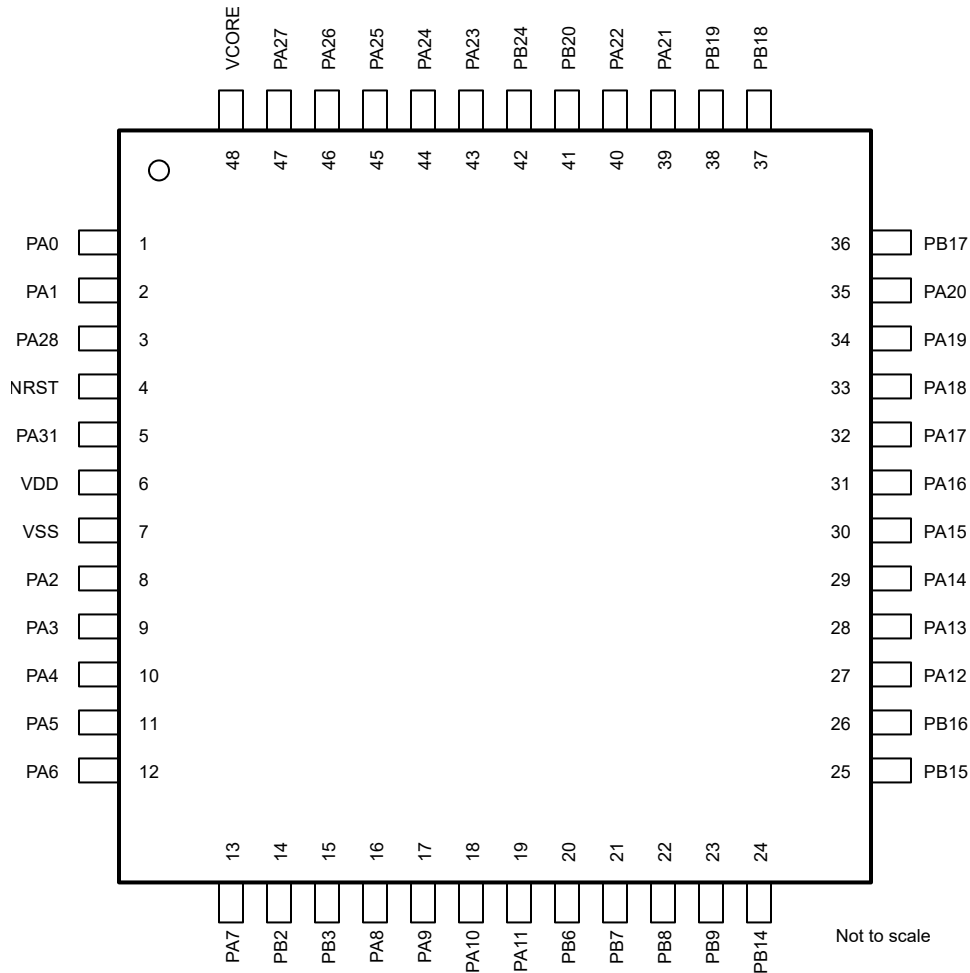 VCORE PA27 PA26 PA25 PA24 PA23 PB24 PB20 PA22 PA21 PB19 PB18
48 47 46 45 44 43 42 41 40 39 38 37
PA0 1 36 PB17
PA1 2 35 PA20
PA28 3 34 PA19
NRST 4 33 PA18
PA31 5 32 PA17
VDD 6 31 PA16
VSS 7 30 PA15
PA2 8 29 PA14
PA3 9 28 PA13
PA4 10 27 PA12
PA5 11 26 PB16
PA6 12 25 PB15
13 14 15 16 17 18 19 20 21 22 23 24
PA7 PB2 PB3 PA8 PA9 PA10 PA11 PB6 PB7 PB8 PB9 PB14
Not to scale